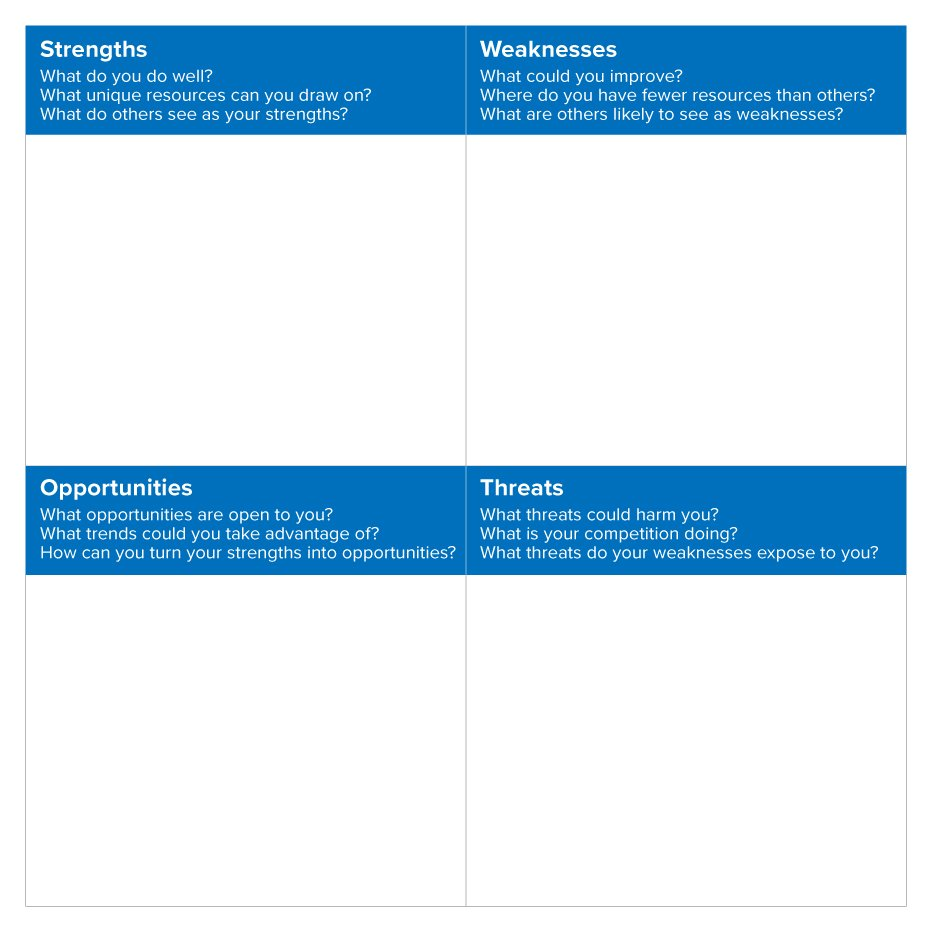 Strengths
What do you do well?
What unique resources can you draw on?
What do others see as your strengths?
Weaknesses
What could you improve?
Where do you have fewer resources than others?
What are others likely to see as weaknesses?
Opportunities
What opportunities are open to you?
What trends could you take advantage of?
How can you turn your strengths into opportunities?
Threats
What threats could harm you?
What is your competition doing?
What threats do your weaknesses expose to you?